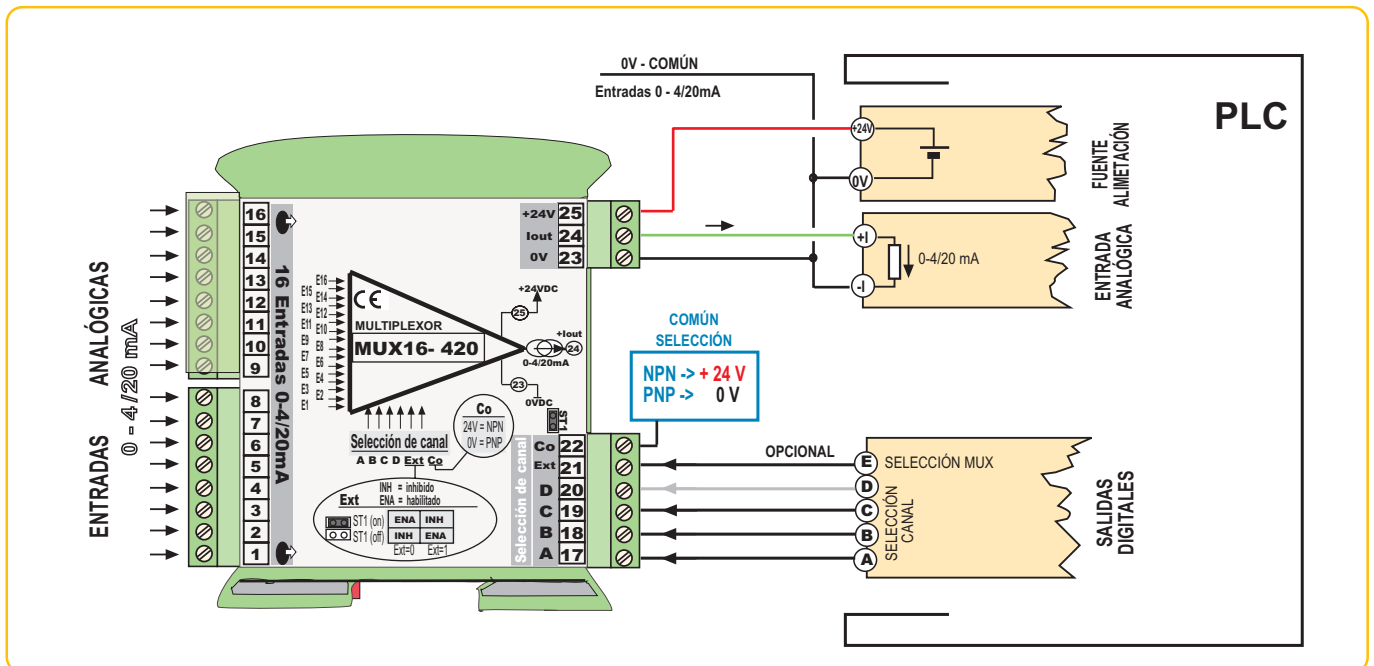 0V - COMÚN
Entradas 0 - 4/20mA
PLC
+24V
0V
FUENTE
ALIMETACIÓN
+I
-I
0-4/20 mA
ENTRADA
ANALÓGICA
ENTRADAS ANALÓGICAS
0 - 4/20 mA
16
15
14
13
12
11
10
9
8
7
6
5
4
3
2
1
16 Entradas 0-4/20mA
+24V 25
Iout 24
0V 23
E16
E15
E14
E13
E12
E11
E10
E9
E8
E7
E6
E5
E4
E3
E2
E1
CE
MULTIPLEXOR
MUX16- 420
+24VDC
25
+Iout
24
0-4/20mA
23
0VDC
ST1
Selección de canal
A B C D Ext Co
Co
24V = NPN
0V = PNP
INH = inhibido
ENA = habilitado
Ext
ST1 (on) ENA INH
ST1 (off) INH ENA
Ext=0 Ext=1
Selección de canal
Co 22
Ext 21
D 20
C 19
B 18
A 17
COMÚN
SELECCIÓN
NPN -> + 24 V
PNP -> 0 V
OPCIONAL
E SELECCIÓN MUX
D
C
B
A
SELECCIÓN
CANAL
SALIDAS
DIGITALES